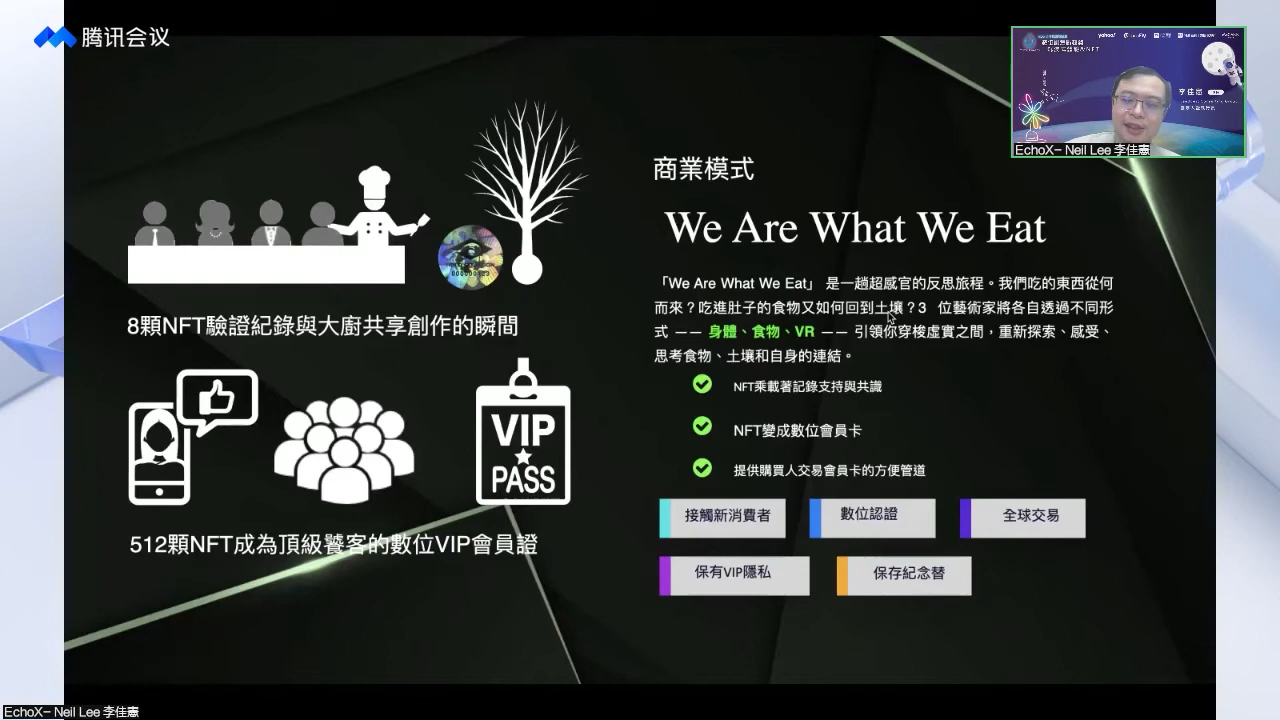 腾讯会议
yahoo!
李佳憲
EchoX- Neil Lee 李佳憲
商業模式
We Are What We Eat
「We Are What We Eat」 是一趟超感官的反思旅程。我們吃的東西從何
而來？吃進肚子的食物又如何回到土壤？3 位藝術家將各自透過不同形
式 —— 身體、食物、VR —— 引領你穿梭虛實之間，重新探索、感受、
思考食物、土壤和自身的連結。
NFT乘載著記錄支持與共識
NFT變成數位會員卡
提供購買人交易會員卡的方便管道
接觸新消費者
數位認證
全球交易
保有VIP隱私
保存紀念替
8顆NFT驗證紀錄與大廚共享創作的瞬間
VIP
PASS
512顆NFT成為頂級饕客的數位VIP會員證
EchoX- Neil Lee 李佳憲